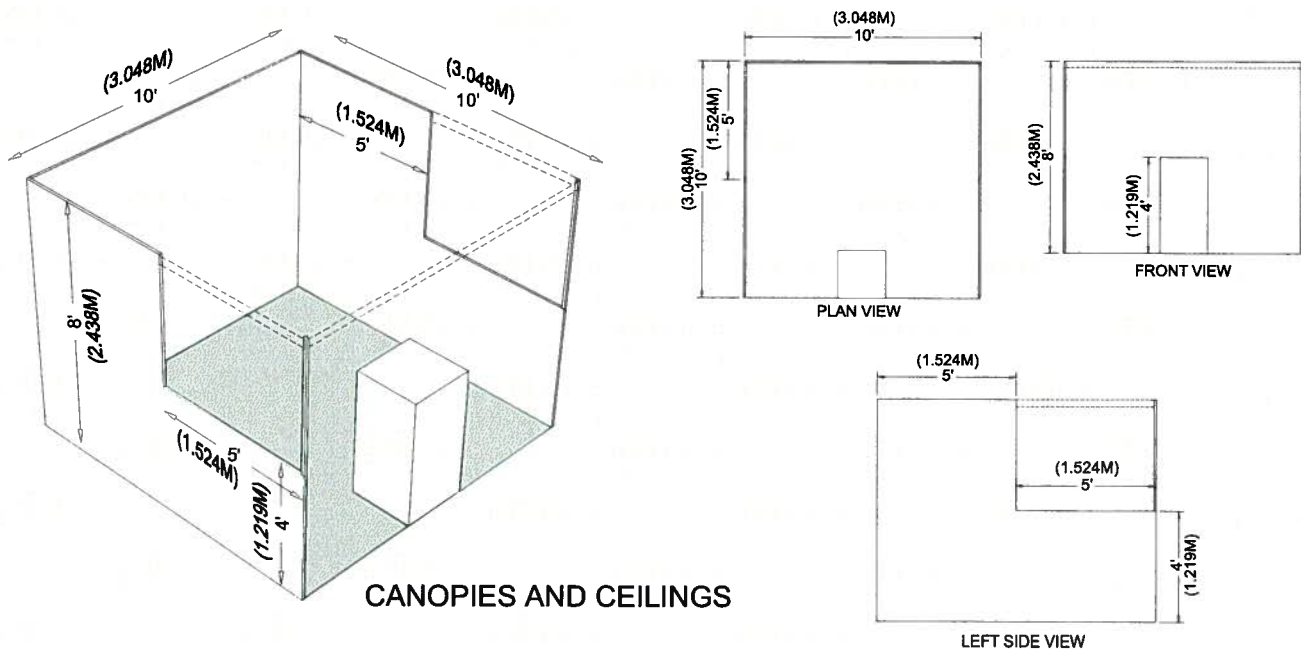 (3.048M)
10'
(3.048M)
10'
(1.524M)
5'
8'
(2.438M)
5'
(1.524M)
4'
(1.219M)
CANOPIES AND CEILINGS
(3.048M)
10'
(1.524M)
5'
(3.048M)
10'
PLAN VIEW
(2.438M)
8'
(1.219M)
4'
FRONT VIEW
(1.524M)
5'
(1.524M)
5'
4'
(1.219M)
LEFT SIDE VIEW